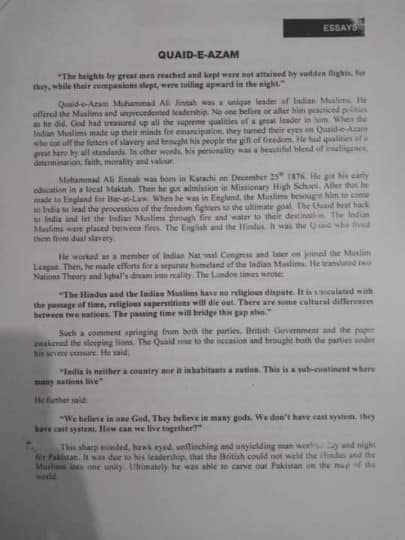 ESSAYS
QUAID-E-AZAM
"The heights by great men reached and kept were not attained by sudden flights, for
they, while their companions slept, were toiling upward in the night."
Quaid-e-Azam Muhammad Ali Jinnah was a unique leader of Indian Muslims. He
offered the Muslims and unprecedented leadership. No one before or after him practiced politics
as he did. God had treasured up all the supreme qualities of a great leader in him. When the
Indian Muslims made up their minds for emancipation, they turned their eyes on Quaid-e-Azam
who cut off the fetters of slavery and brought his people the gift of freedom. He had qualities of a
great hero by all standards. In other words, his personality was a beautiful blend of intelligence,
determination, faith, morality and valour.
Muhammad Ali Jinnah was born in Karachi on December 25th 1876. He got his early
education in a local Maktab. Then he got admission in Missionary High School. After that he
made to England for Bar-at-Law. When he was in England, the Muslims besought him to come
to India to lead the procession of the freedom fighters to the ultimate goal. The Quaid beat back
to India and let the Indian Muslims through fire and water to their destination. The Indian
Muslims were placed between fires. The English and the Hindus. It was the Quaid who freed
them from dual slavery.
He worked as a member of Indian National Congress and later on joined the Muslim
League. Then, he made efforts for a separate homeland of the Indian Muslims. He translated two
Nations Theory and Iqbal's dream into reality. The London times wrote:
"The Hindus and the Indian Muslims have no religious dispute. It is speculated with
the passage of time, religious superstitions will die out. There are some cultural differences
between two nations. The passing time will bridge this gap also."
Such a comment springing from both the parties, British Government and the paper
awakened the sleeping lions. The Quaid rose to the occasion and brought both the parties under
his severe censure. He said;
"India is neither a country nor it inhabitants a nation. This is a sub-continent where
many nations live"
He further said:
"We believe in one God, They believe in many gods. We don't have cast system. they
have cast system. How can we live together?"
This sharp minded, hawk eyed, unflinching and unyielding man worked day and night
for Pakistan. It was due to his leadership, that the British could not weld the Hindus and the
Muslims into one unity. Ultimately he was able to carve out Pakistan on the map of the
world.